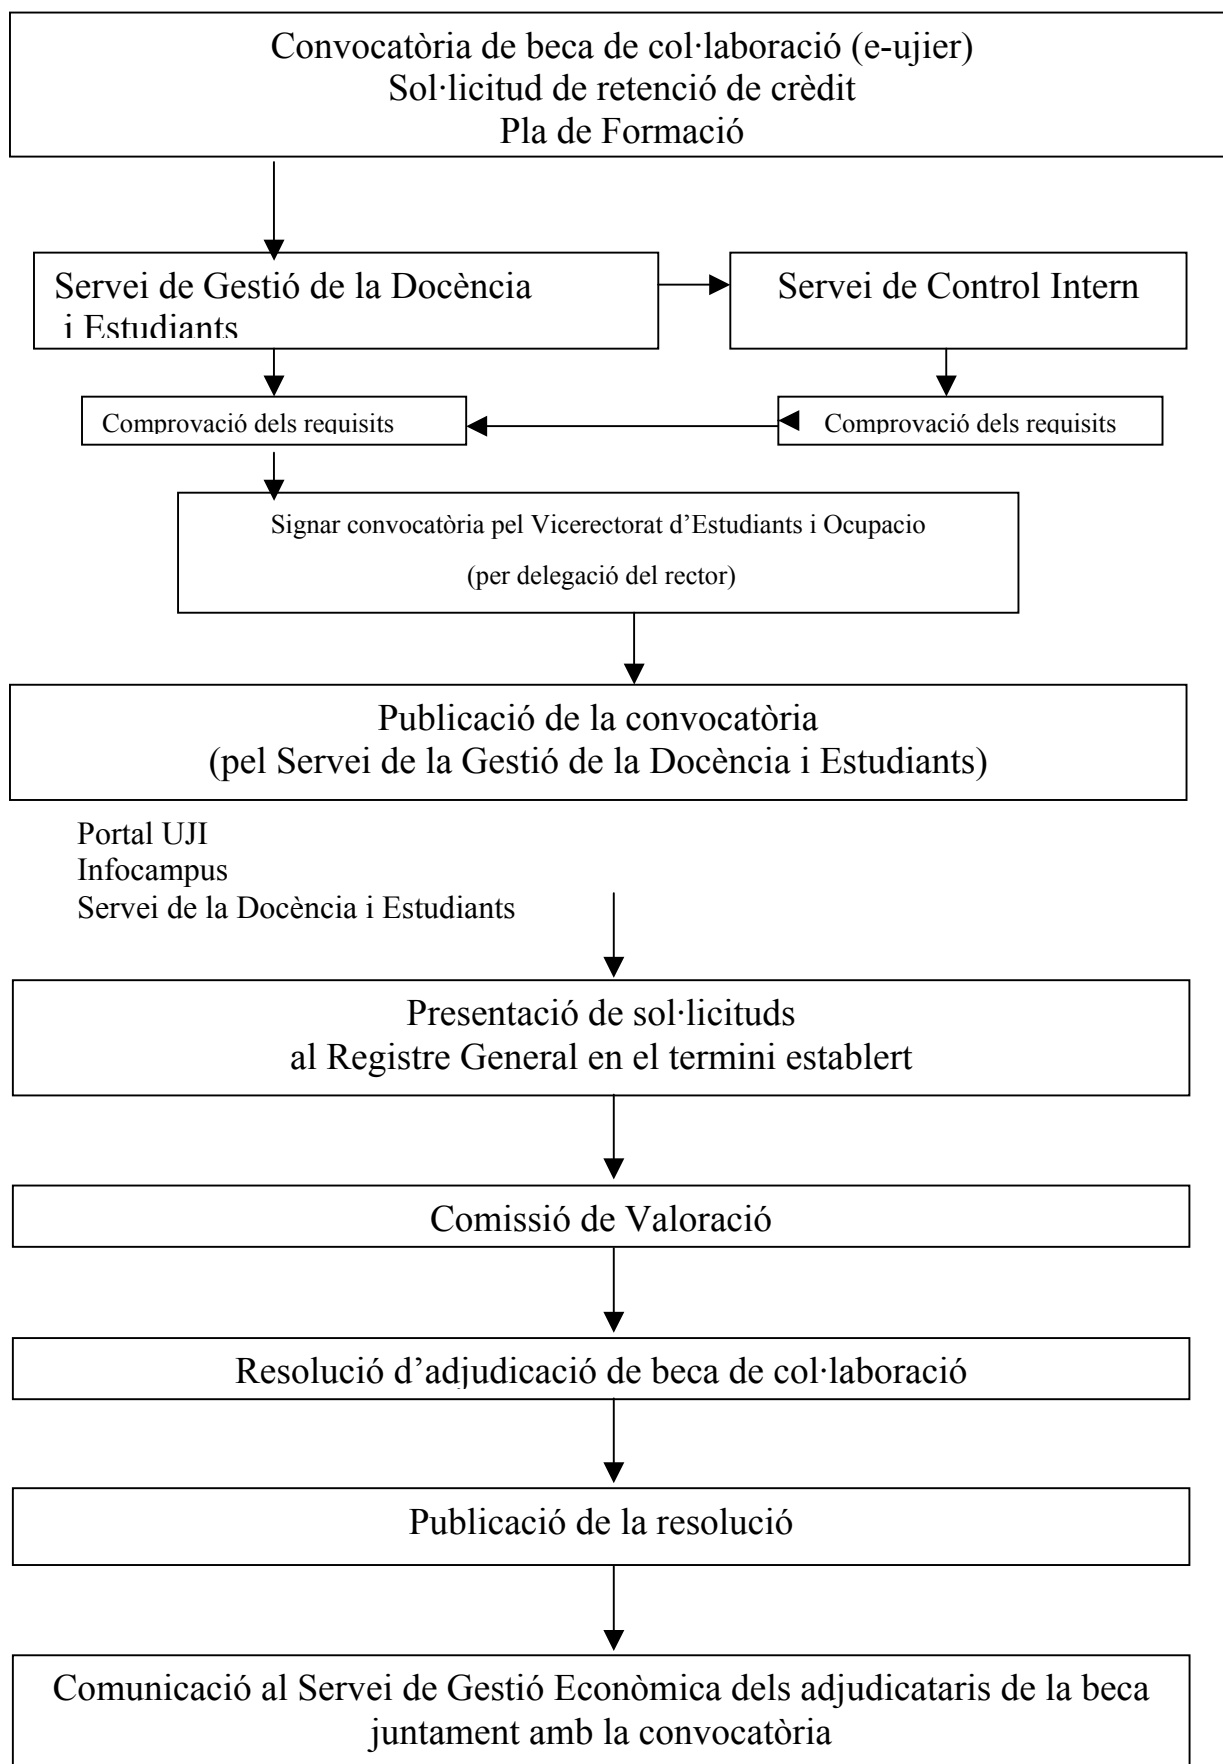 Convocatòria de beca de col·laboració (e-ujier)
Sol·licitud de retenció de crèdit
Pla de Formació
Servei de Gestió de la Docència
i Estudiants
Servei de Control Intern
Comprovació dels requisits
Comprovació dels requisits
Signar convocatòria pel Vicerectorat d’Estudiants i Ocupacio
(per delegació del rector)
Publicació de la convocatòria
(pel Servei de la Gestió de la Docència i Estudiants)
Portal UJI
Infocampus
Servei de la Docència i Estudiants
Presentació de sol·licituds
al Registre General en el termini establert
Comissió de Valoració
Resolució d’adjudicació de beca de col·laboració
Publicació de la resolució
Comunicació al Servei de Gestió Econòmica dels adjudicataris de la beca
juntament amb la convocatòria